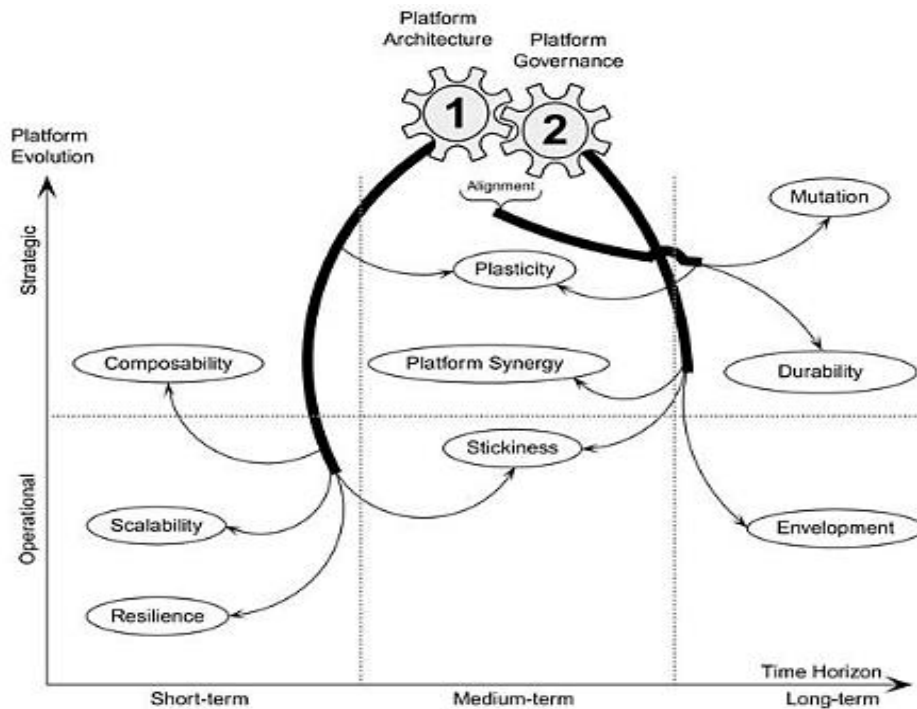 Platform
Architecture
Platform
Governance
1
2
Platform
Evolution
Alignment
Mutation
Strategic
Plasticity
Composability
Platform Synergy
Durability
Stickiness
Operational
Scalability
Envelopment
Resilience
Time Horizon
Short-term
Medium-term
Long-term